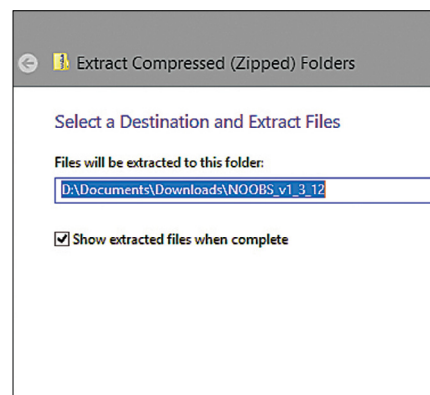 Extract Compressed (Zipped) Folders
Select a Destination and Extract Files
Files will be extracted to this folder:
D:\Documents\Downloads\NOOBS_v1_3_12
Show extracted files when complete